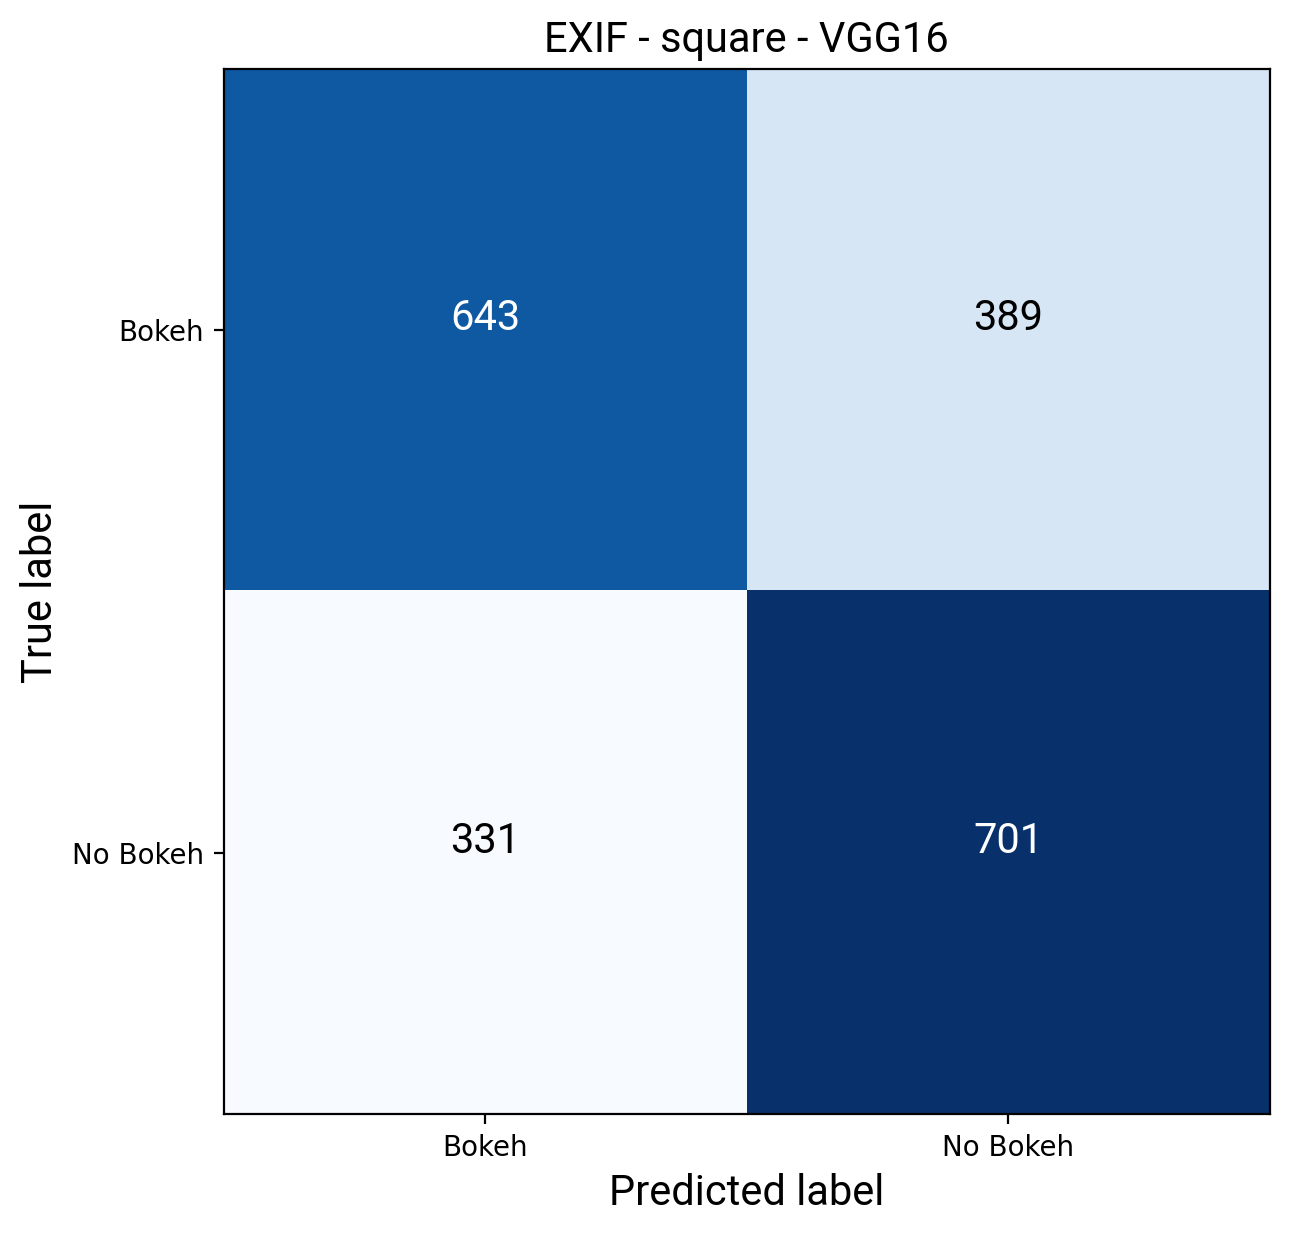 EXIF - square - VGG16
True label
Bokeh
643
389
No Bokeh
331
701
Bokeh
No Bokeh
Predicted label